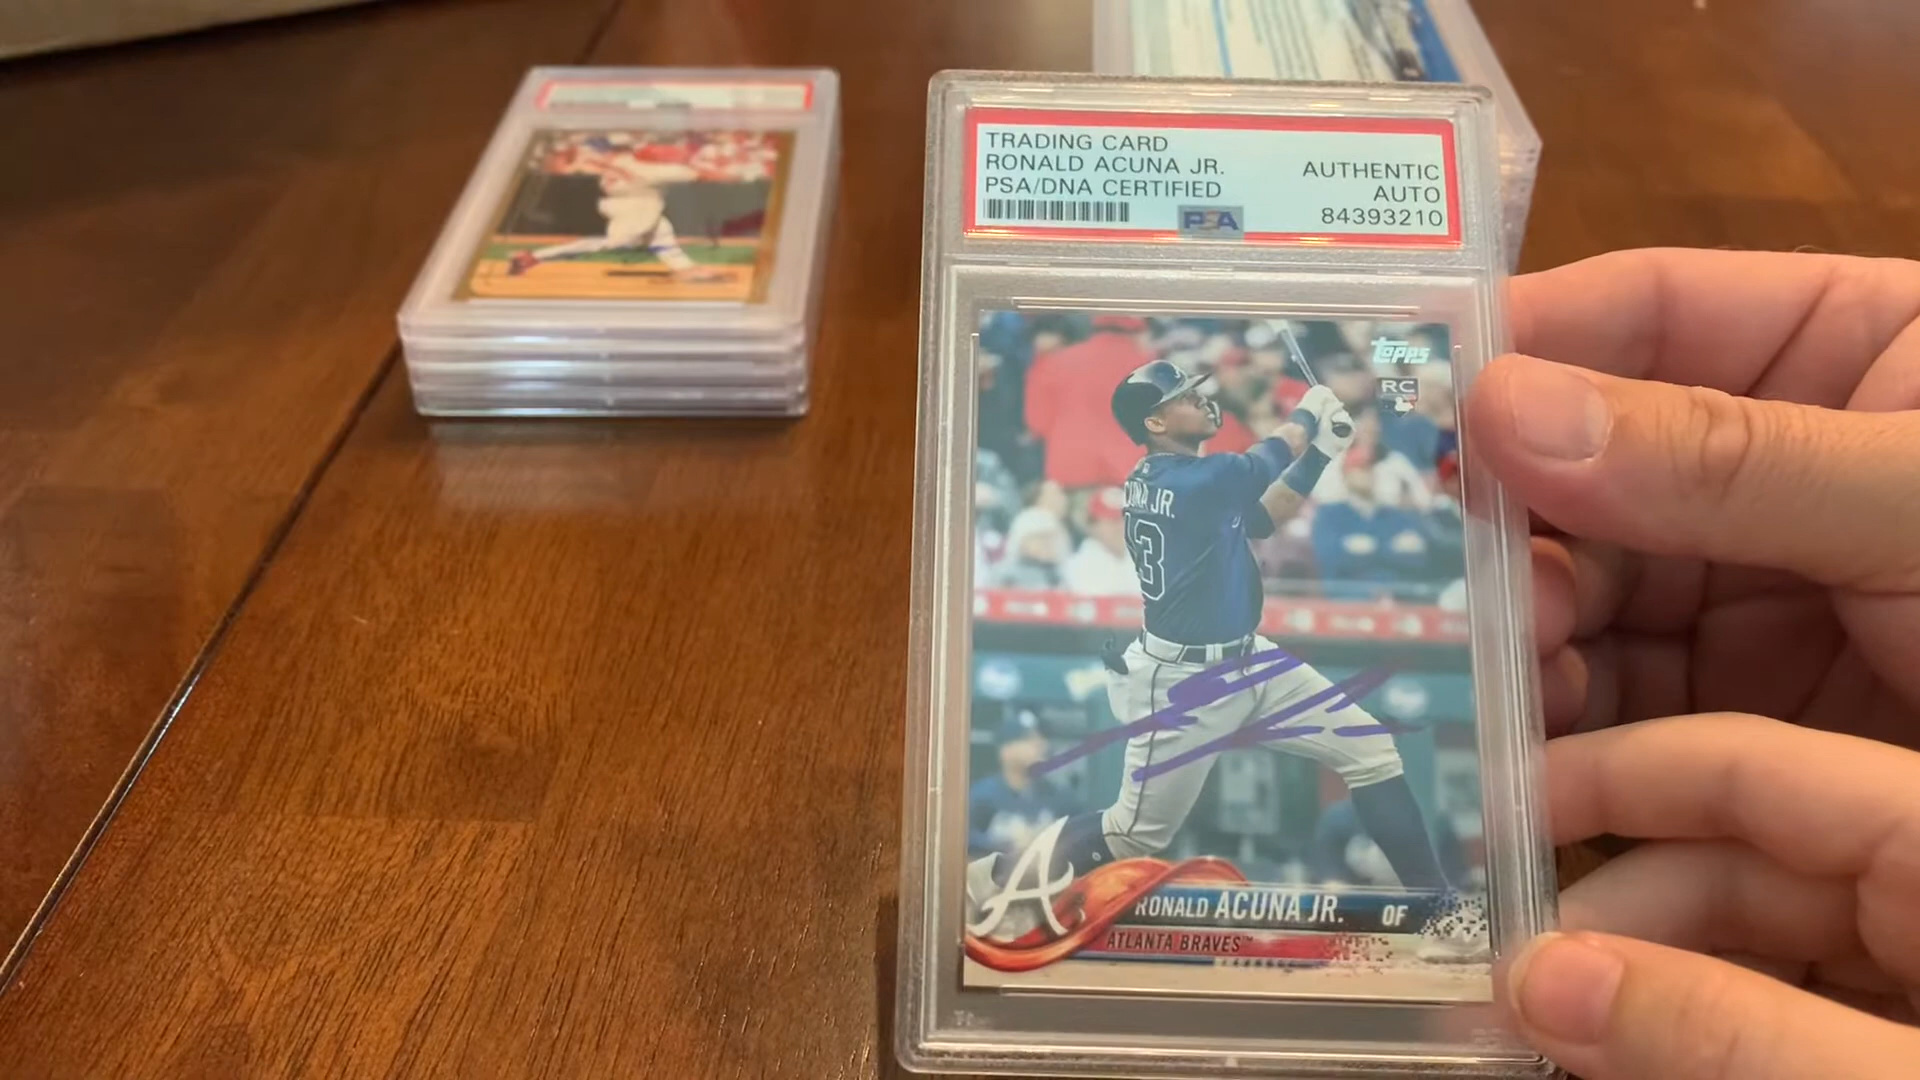 TRADING CARD
RONALD ACUNA JR.
PSA/DNA CERTIFIED
AUTHENTIC
AUTO
84393210
PSA
topps
RC
ACUNA JR.
13
RONALD ACUNA JR. OF
A
ATLANTA BRAVES™